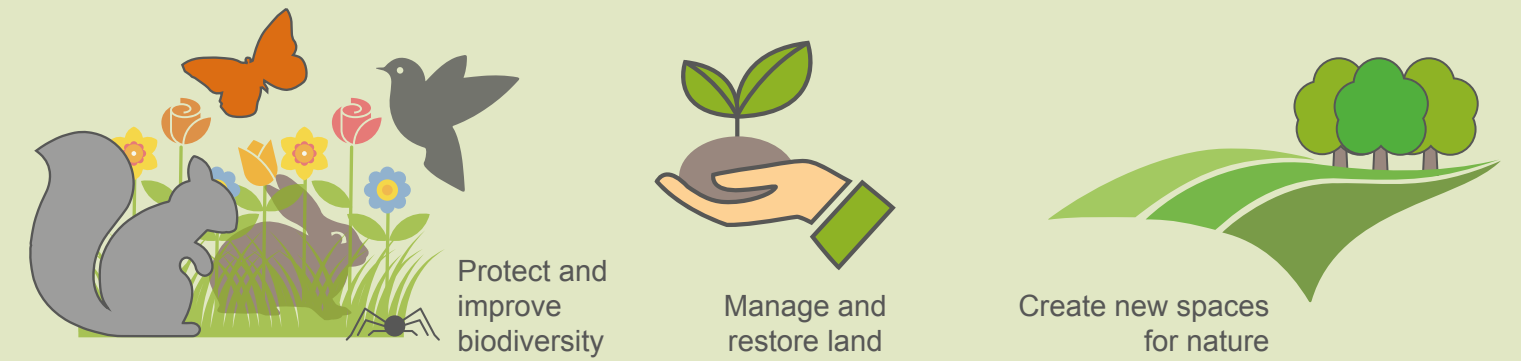 Protect and
improve
biodiversity
Manage and
restore land
Create new spaces
for nature